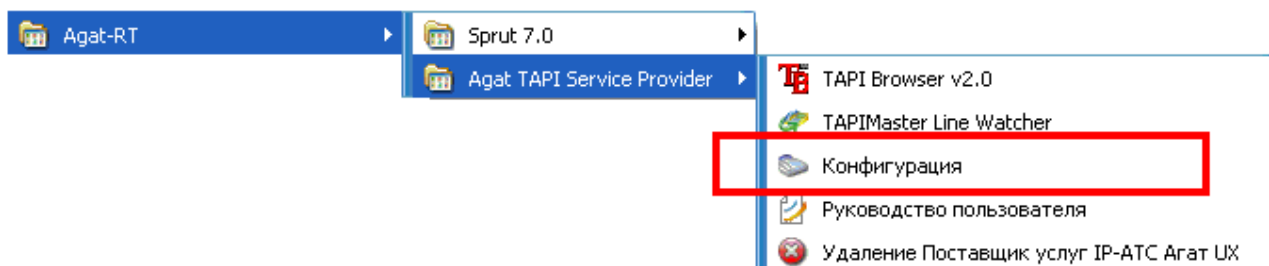 Agat-RT
Sprut 7.0
Agat TAPI Service Provider
TAPI Browser v2.0
TAPIMaster Line Watcher
Конфигурация
Руководство пользователя
Удаление Поставщик услуг IP-АТС Агат UX